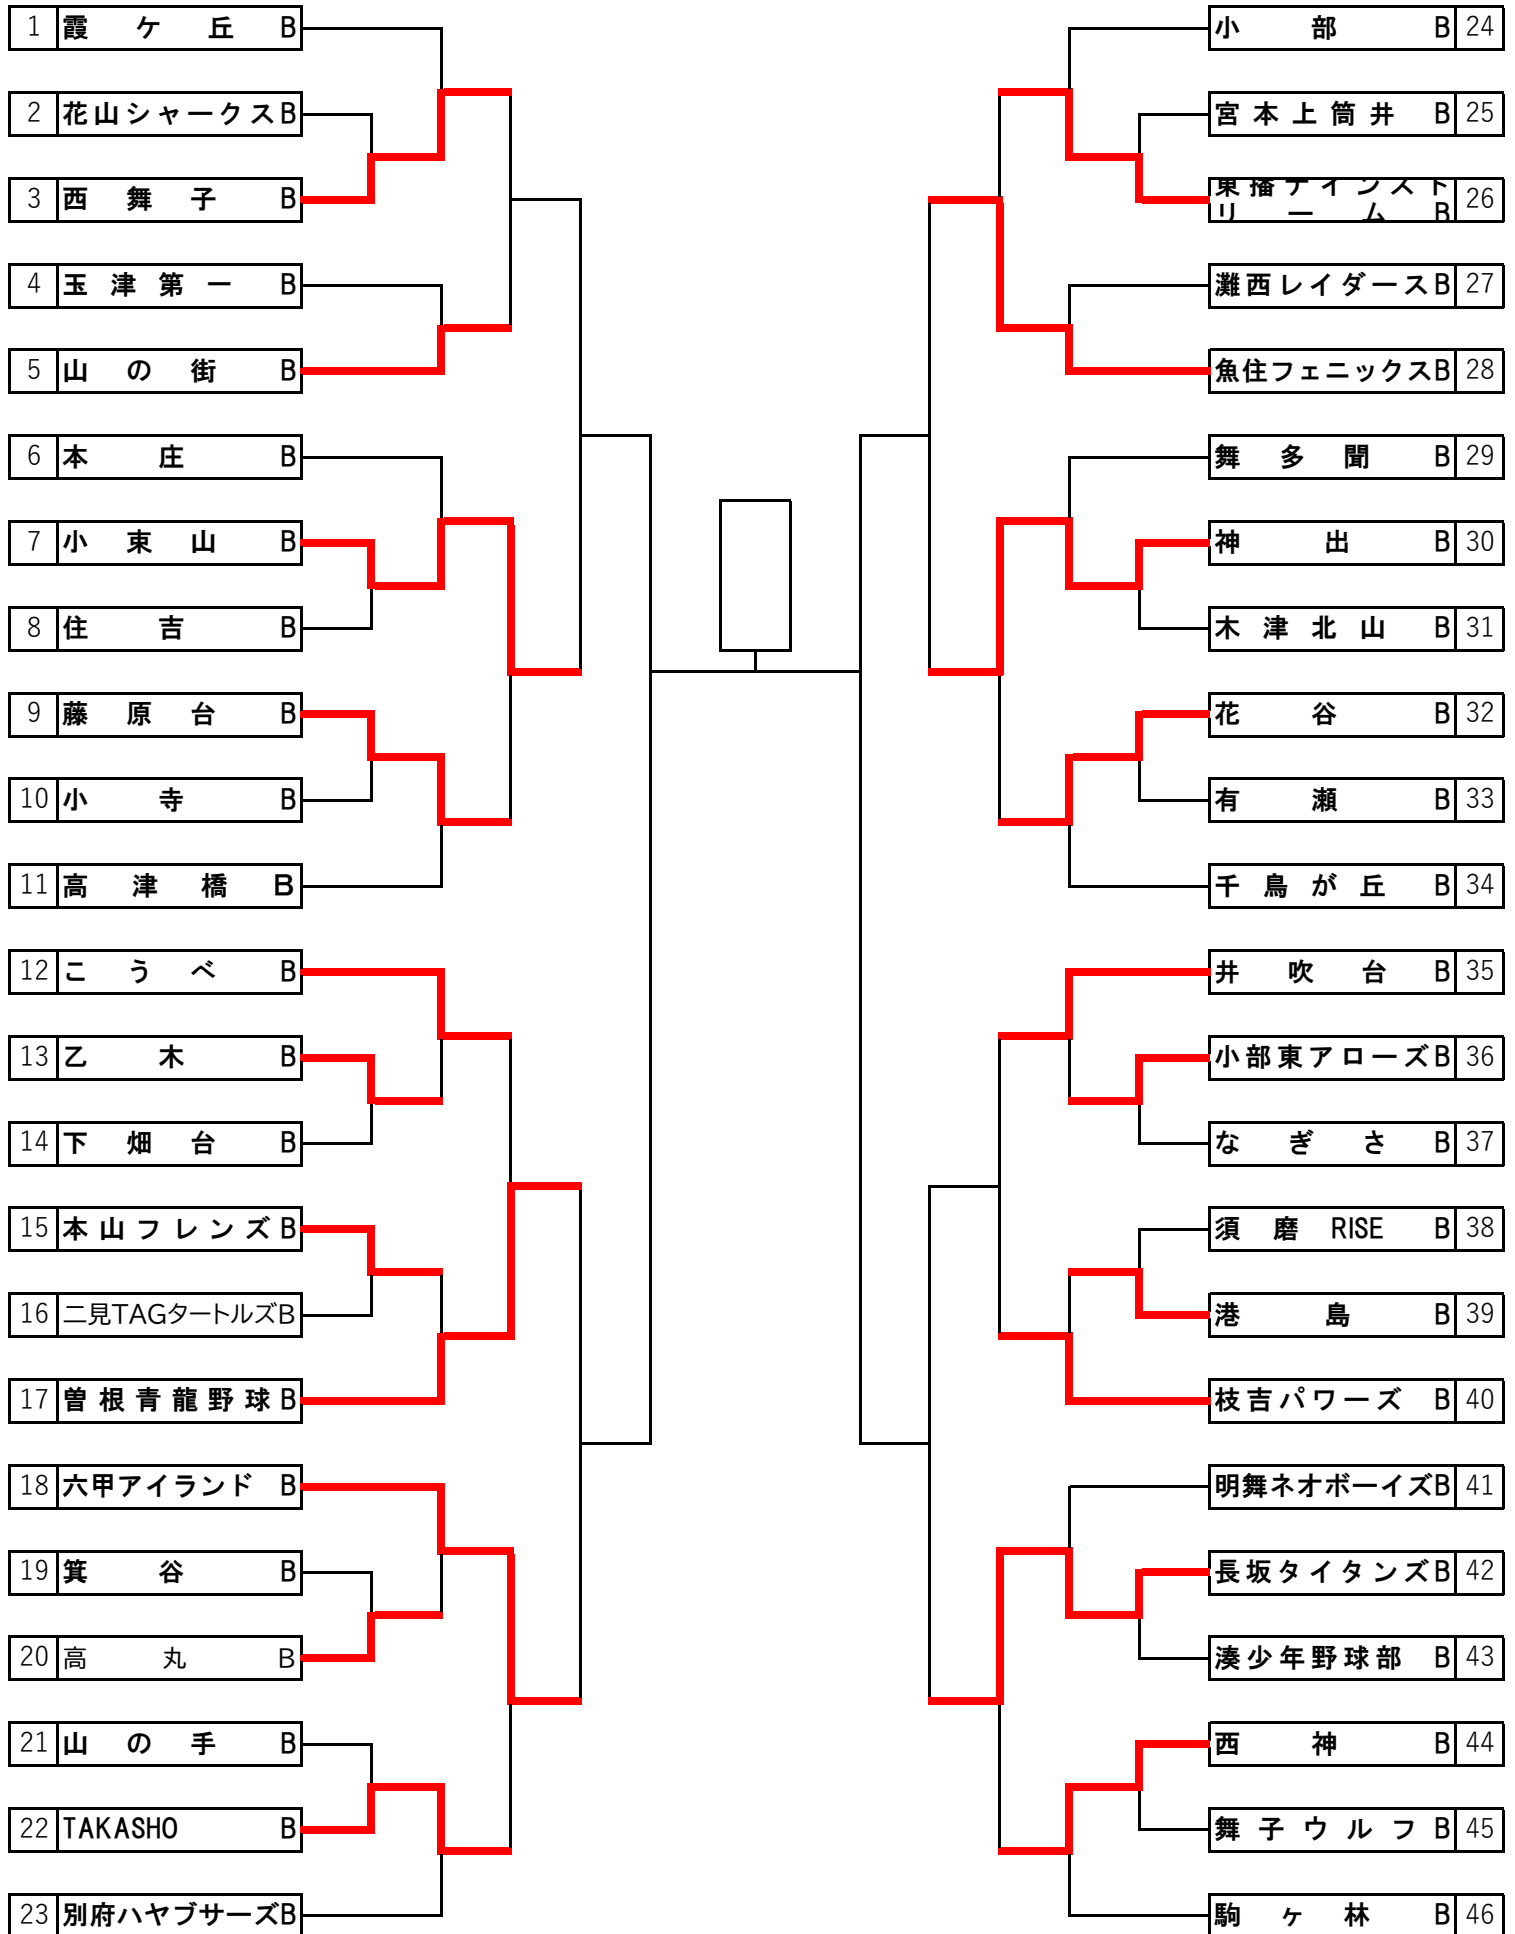 1 霞ケ丘 B
2 花山シャークスB
3 西舞子 B
4 玉津第一 B
5 山の街 B
6 本庄 B
7 小束山 B
8 住吉 B
9 藤原台 B
10 小寺 B
11 高津橋 B
12 こうべ B
13 乙木 B
14 下畑台 B
15 本山フレンズ B
16 二見TAGタートルズB
17 曽根青龍野球 B
18 六甲アイランド B
19 箕谷 B
20 高丸 B
21 山の手 B
22 TAKASHO B
23 別府ハヤブサーズB
小部 B 24
宮本上筒井 B 25
東播ナインスト
リーム B 26
灘西レイダースB 27
魚住フェニックスB 28
舞多聞 B 29
神出 B 30
木津北山 B 31
花谷 B 32
有瀬 B 33
千鳥が丘 B 34
井吹台 B 35
小部東アローズB 36
なぎさ B 37
須磨RISE B 38
港島 B 39
枝吉パワーズ B 40
明舞ネオボーイズB 41
長坂タイタンズB 42
湊少年野球部 B 43
西神 B 44
舞子ウルフ B 45
駒ヶ林 B 46